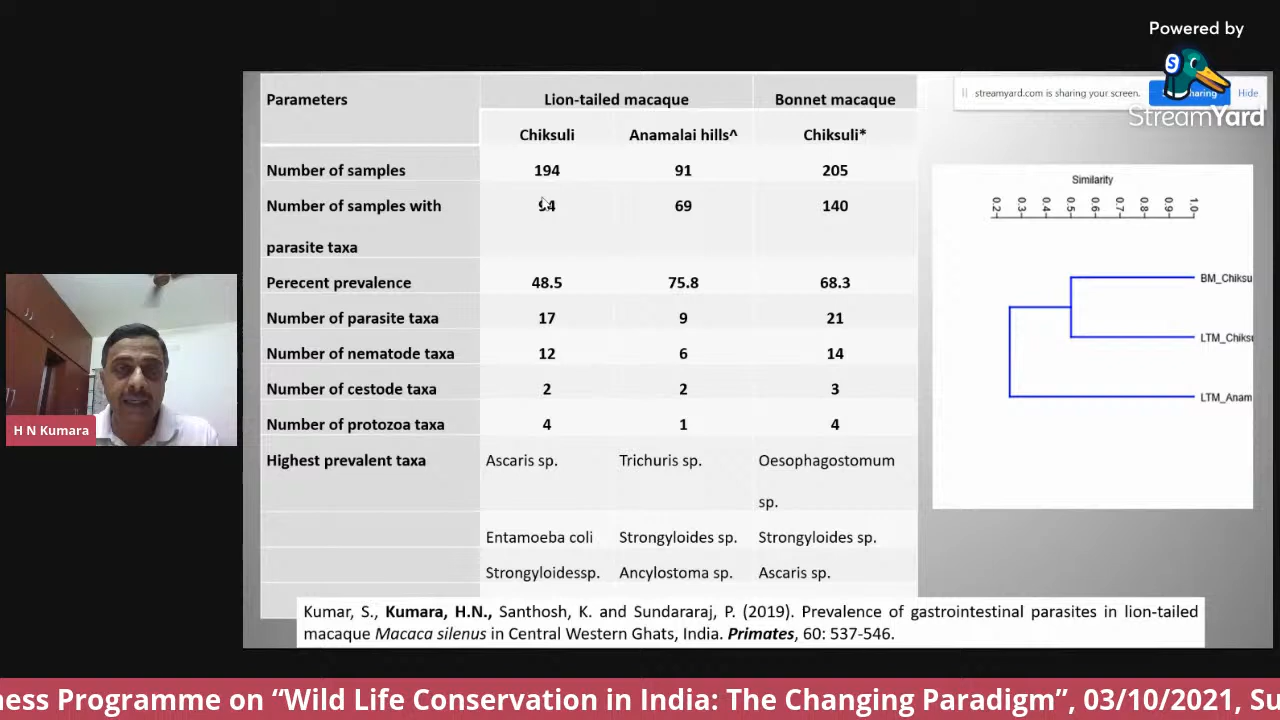 Powered by
StreamYard
streamyard.com is sharing your screen.
Hide
Parameters Lion-tailed macaque Bonnet macaque
Chiksuli Anamalai hills^ Chiksuli*
Number of samples 194 91 205
Number of samples with 69 140
parasite taxa
Perecent prevalence 48.5 75.8 68.3
Number of parasite taxa 17 9 21
Number of nematode taxa 12 6 14
Number of cestode taxa 2 2 3
Number of protozoa taxa 4 1 4
Highest prevalent taxa Ascaris sp. Trichuris sp. Oesophagostomum
sp.
Entamoeba coli Strongyloides sp. Strongyloides sp.
Strongyloidessp. Ancylostoma sp. Ascaris sp.
Similarity
0.2 0.3 0.4 0.5 0.6 0.7 0.8 0.9 1.0
BM_Chiksu
LTM_Chiksu
LTM_Anam
Kumar, S., Kumara, H.N., Santhosh, K. and Sundararaj, P. (2019). Prevalence of gastrointestinal parasites in lion-tailed
macaque Macaca silenus in Central Western Ghats, India. Primates, 60: 537-546.
H N Kumara
ness Programme on “Wild Life Conservation in India: The Changing Paradigm”, 03/10/2021, Su